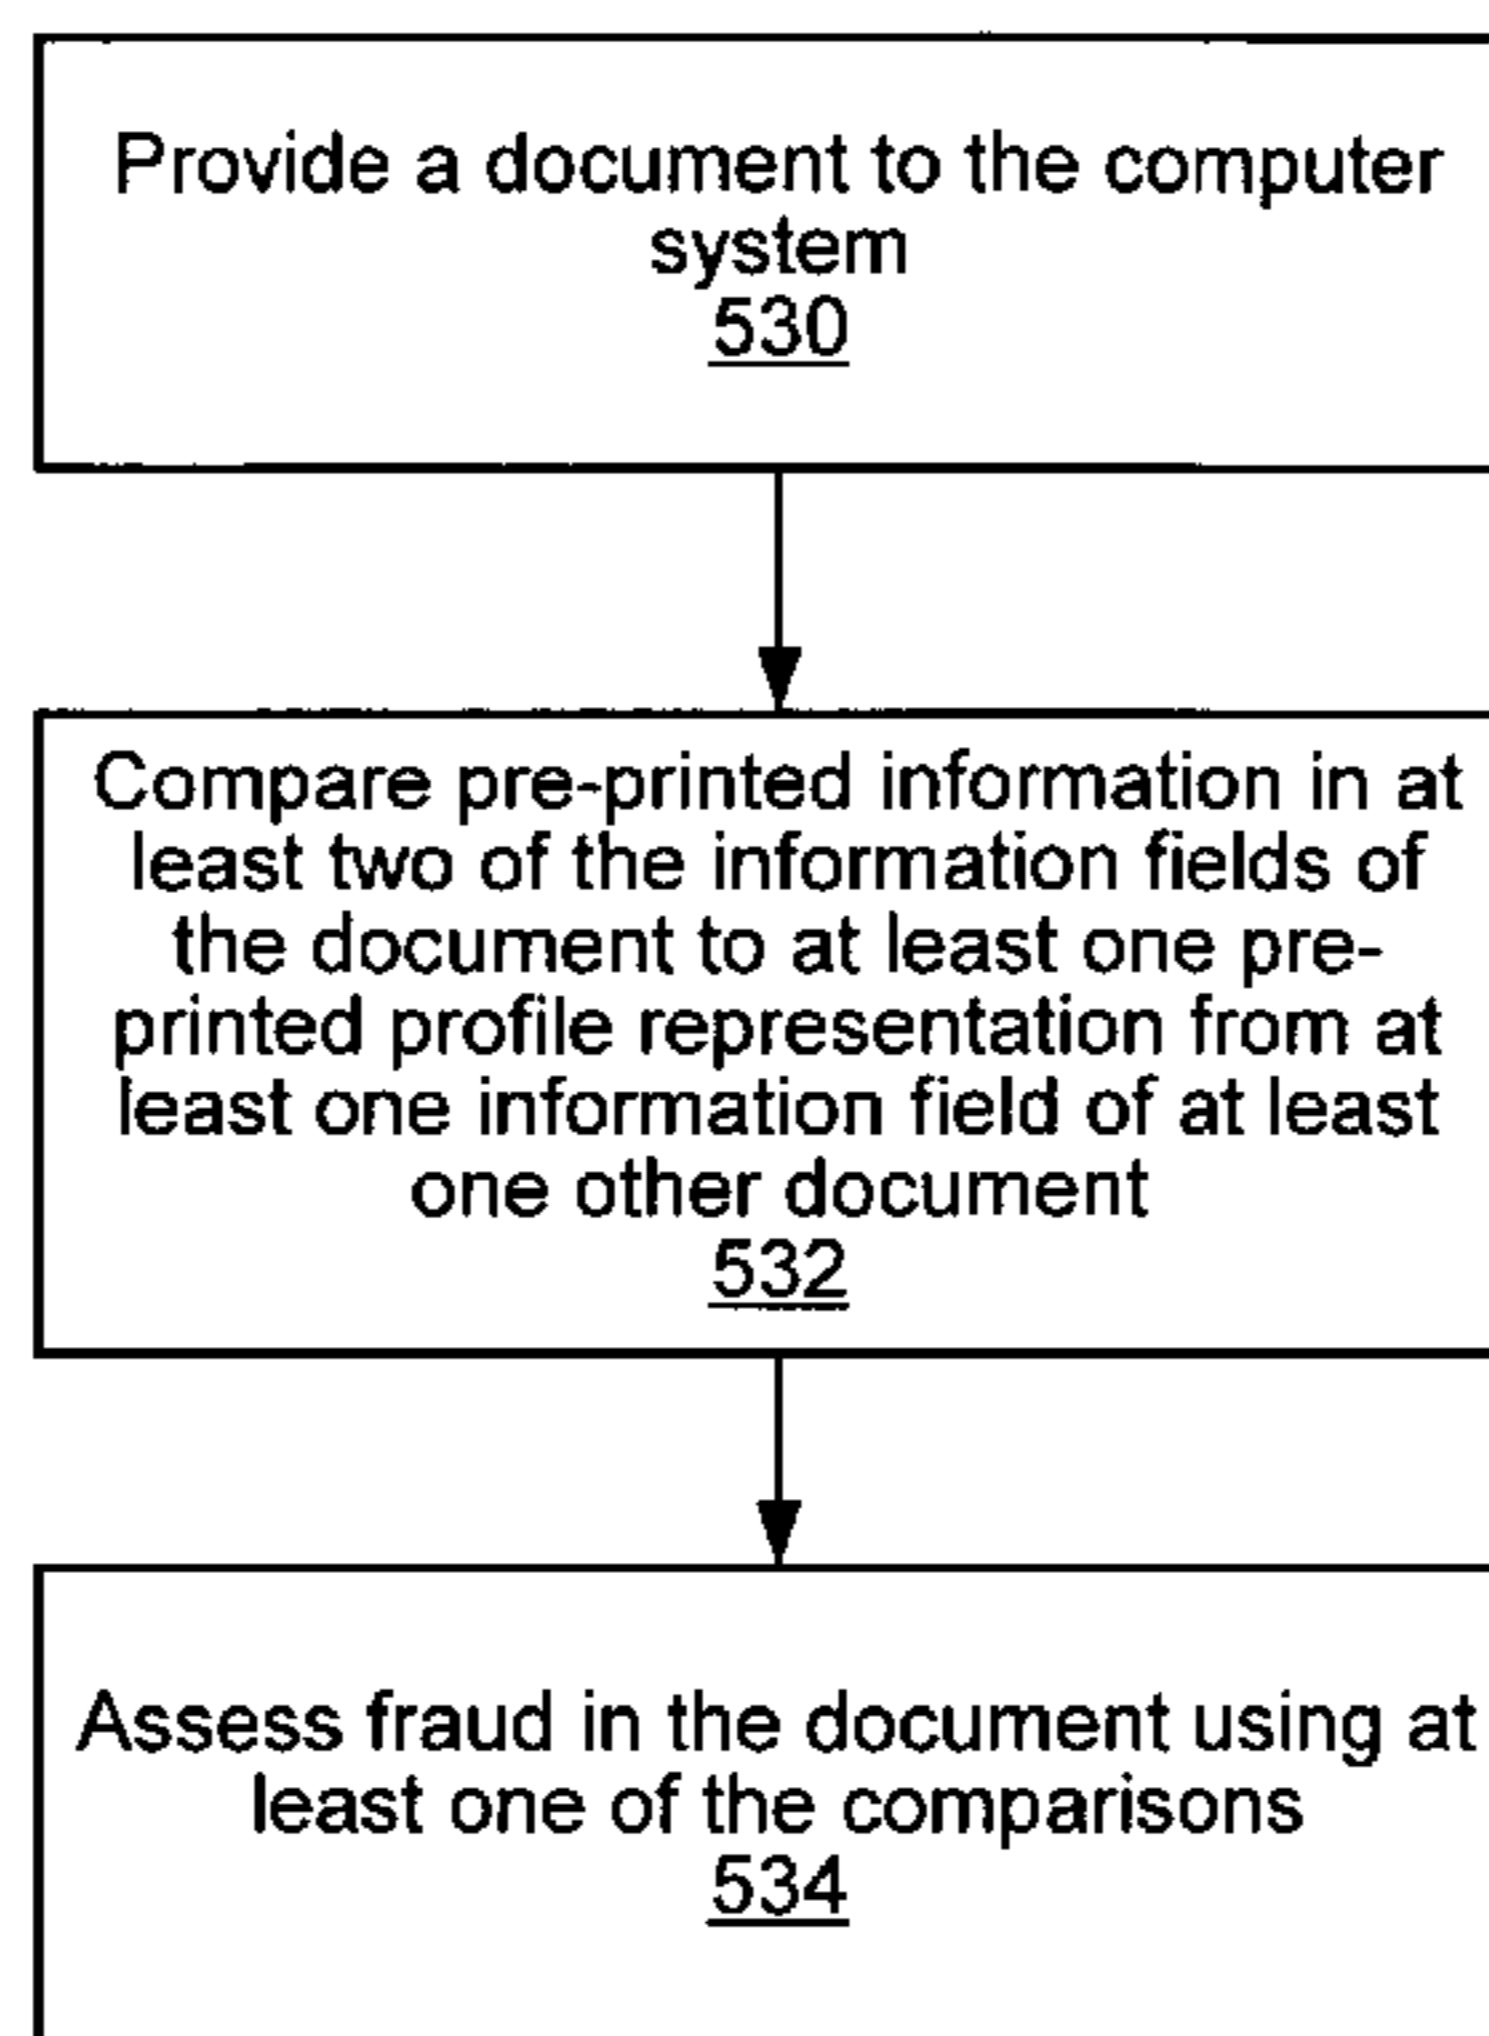 Provide a document to the computer
system
530
Compare pre-printed information in at
least two of the information fields of
the document to at least one pre-
printed profile representation from at
least one information field of at least
one other document
532
Assess fraud in the document using at
least one of the comparisons
534